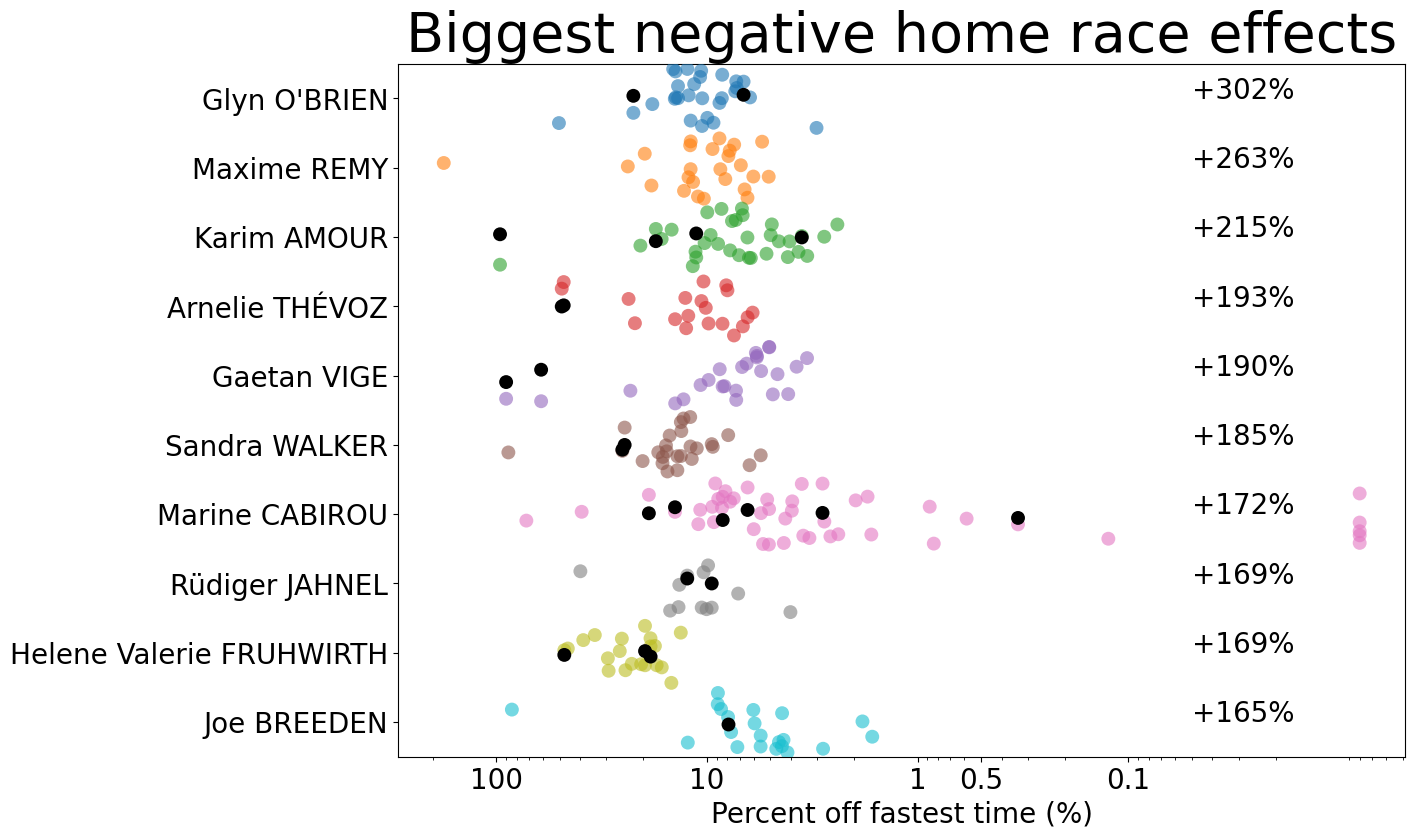 Biggest negative home race effects
Glyn O'BRIEN +302%
Maxime REMY +263%
Karim AMOUR +215%
Arnelie THÉVOZ +193%
Gaetan VIGE +190%
Sandra WALKER +185%
Marine CABIROU +172%
Rüdiger JAHNEL +169%
Helene Valerie FRUHWIRTH +169%
Joe BREEDEN +165%
100 10 1 0.5 0.1
Percent off fastest time (%)